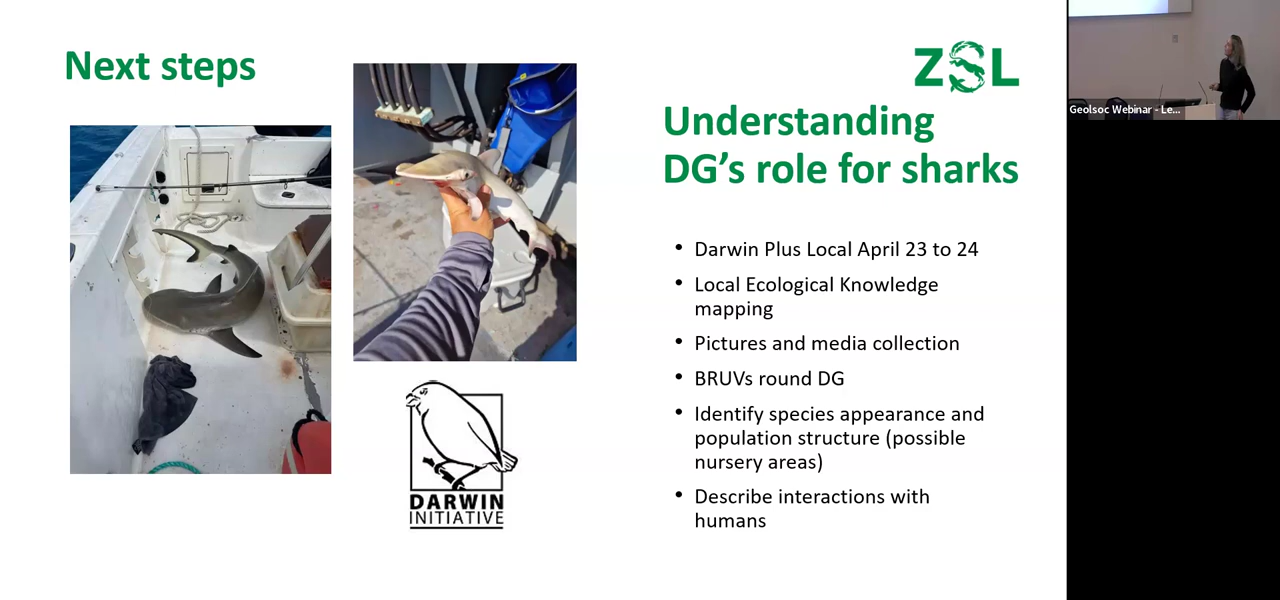 Next steps
ZSL
Understanding
DG's role for sharks
• Darwin Plus Local April 23 to 24
• Local Ecological Knowledge
mapping
• Pictures and media collection
• BRUVs round DG
• Identify species appearance and
population structure (possible
nursery areas)
• Describe interactions with
humans
DARWIN
INITIATIVE
Geolsoc Webinar - Le...